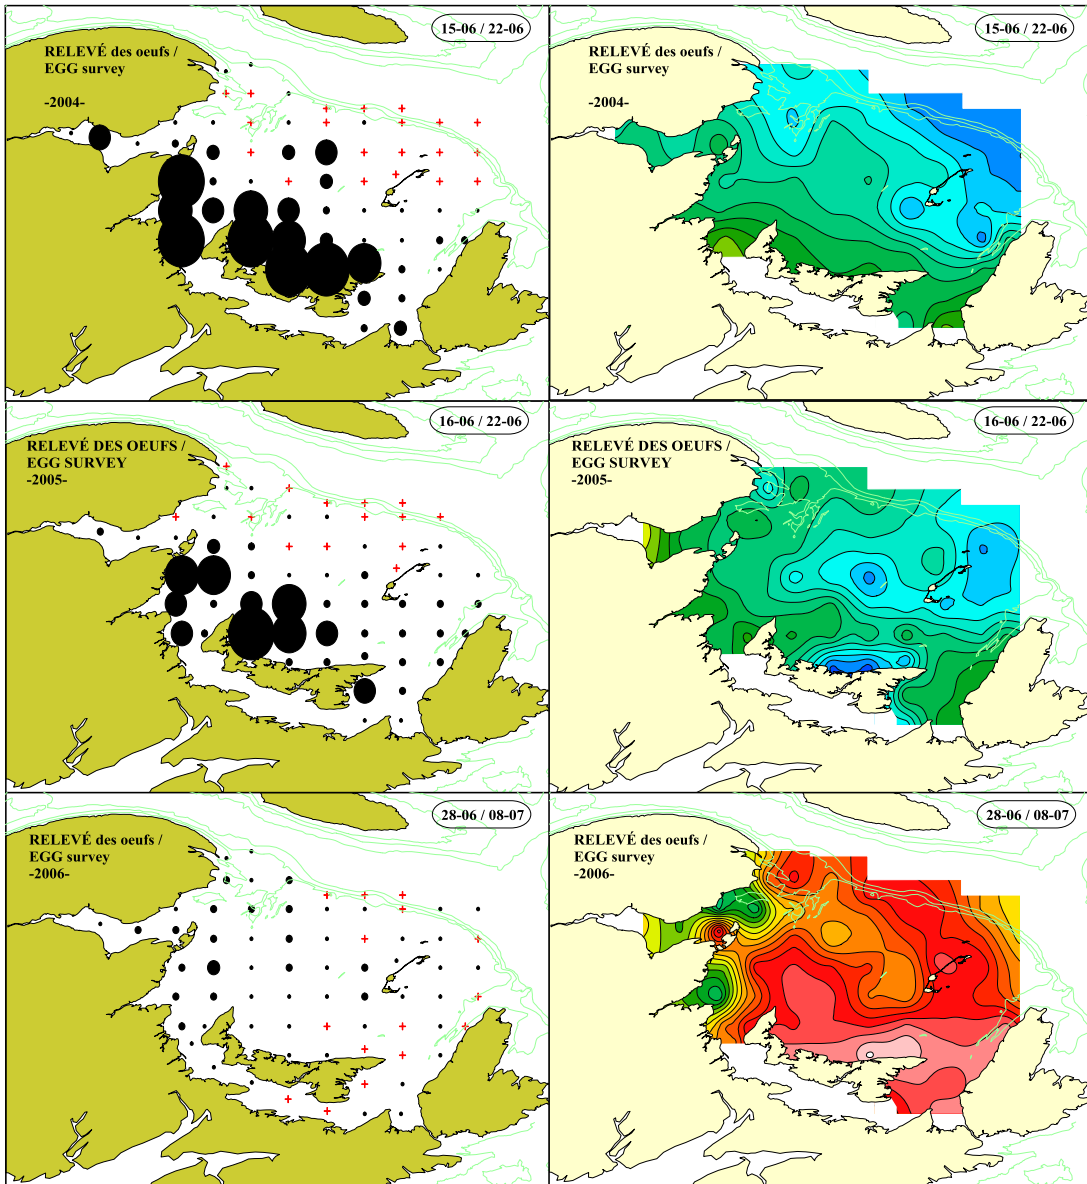 15-06 / 22-06
RELEVÉ des oeufs /
EGG survey
-2004-
15-06 / 22-06
RELEVÉ des oeufs /
EGG survey
-2004-
16-06 / 22-06
RELEVÉ DES OEUFS /
EGG SURVEY
-2005-
16-06 / 22-06
RELEVÉ DES OEUFS /
EGG SURVEY
-2005-
28-06 / 08-07
RELEVÉ des oeufs /
EGG survey
-2006-
28-06 / 08-07
RELEVÉ des oeufs /
EGG survey
-2006-